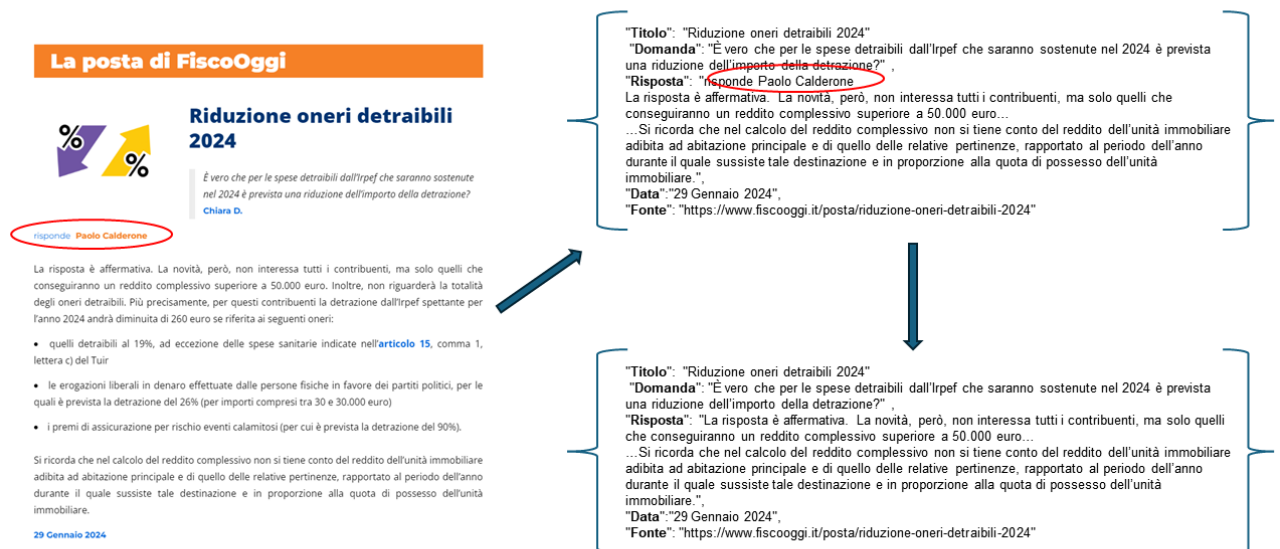 La posta di FiscoOggi
Riduzione oneri detraibili
2024
%
%
È vero che per le spese detraibili dall'Irpef che saranno sostenute
nel 2024 è prevista una riduzione dell'importo della detrazione?
Chiara D.
risponde Paolo Calderone
La risposta è affermativa. La novità, però, non interessa tutti i contribuenti, ma solo quelli che
conseguiranno un reddito complessivo superiore a 50.000 euro. Inoltre, non riguarderà la totalità
degli oneri detraibili. Più precisamente, per questi contribuenti la detrazione dall'Irpef spettante per
l'anno 2024 andrà diminuita di 260 euro se riferita ai seguenti oneri:
• quelli detraibili al 19%, ad eccezione delle spese sanitarie indicate nell'articolo 15, comma 1,
lettera c) del Tuir
• le erogazioni liberali in denaro effettuate dalle persone fisiche in favore dei partiti politici, per le
quali è prevista la detrazione del 26% (per importi compresi tra 30 e 30.000 euro)
• i premi di assicurazione per rischio eventi calamitosi (per cui è prevista la detrazione del 90%).
Si ricorda che nel calcolo del reddito complessivo non si tiene conto del reddito dell'unità immobiliare
adibita ad abitazione principale e di quello delle relative pertinenze, rapportato al periodo dell'anno
durante il quale sussiste tale destinazione e in proporzione alla quota di possesso dell'unità
immobiliare.
29 Gennaio 2024
"Titolo": "Riduzione oneri detraibili 2024"
"Domanda": "È vero che per le spese detraibili dall'Irpef che saranno sostenute nel 2024 è prevista
una riduzione dell'importo della detrazione?" ,
"Risposta": "risponde Paolo Calderone
La risposta è affermativa. La novità, però, non interessa tutti i contribuenti, ma solo quelli che
conseguiranno un reddito complessivo superiore a 50.000 euro...
...Si ricorda che nel calcolo del reddito complessivo non si tiene conto del reddito dell'unità immobiliare
adibita ad abitazione principale e di quello delle relative pertinenze, rapportato al periodo dell'anno
durante il quale sussiste tale destinazione e in proporzione alla quota di possesso dell'unità
immobiliare.",
"Data":"29 Gennaio 2024",
"Fonte": "https://www.fiscooggi.it/posta/riduzione-oneri-detraibili-2024"
"Titolo": "Riduzione oneri detraibili 2024"
"Domanda": "È vero che per le spese detraibili dall'Irpef che saranno sostenute nel 2024 è prevista
una riduzione dell'importo della detrazione?" ,
"Risposta": "La risposta è affermativa. La novità, però, non interessa tutti i contribuenti, ma solo quelli
che conseguiranno un reddito complessivo superiore a 50.000 euro...
...Si ricorda che nel calcolo del reddito complessivo non si tiene conto del reddito dell'unità immobiliare
adibita ad abitazione principale e di quello delle relative pertinenze, rapportato al periodo dell'anno
durante il quale sussiste tale destinazione e in proporzione alla quota di possesso dell'unità
immobiliare.",
"Data":"29 Gennaio 2024",
"Fonte": "https://www.fiscooggi.it/posta/riduzione-oneri-detraibili-2024"